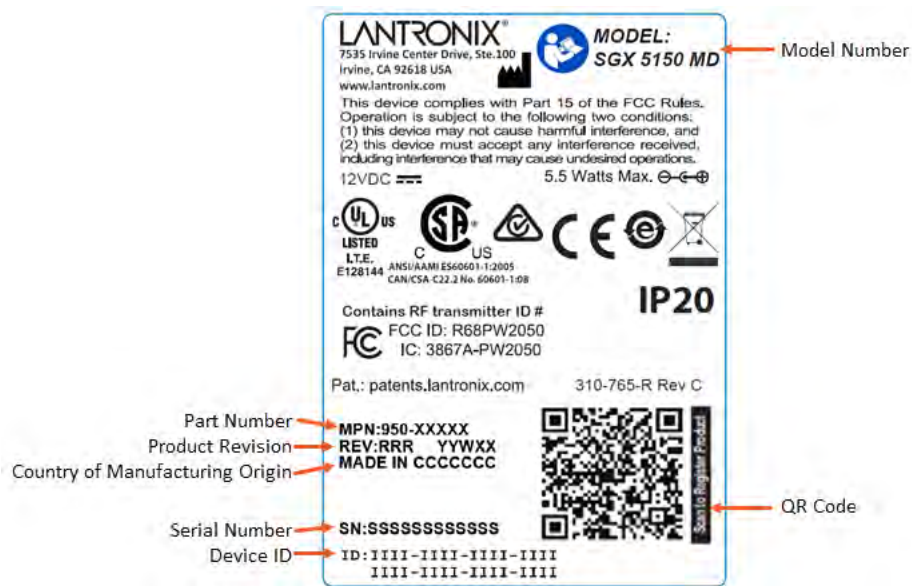 LANTRONIX®
7535 Irvine Center Drive, Ste.100
Irvine, CA 92618 USA
www.lantronix.com
MODEL:
SGX 5150 MD
Model Number
This device complies with Part 15 of the FCC Rules.
Operation is subject to the following two conditions:
(1) this device may not cause harmful interference, and
(2) this device must accept any interference received,
including interference that may cause undesired operations.
12VDC
5.5 Watts Max.
C UL US
LISTED
I.T.E.
E128144
SA®
C US
ANSI/AAMI ES60601-1:2005
CAN/CSA-C22.2 No. 60601-1:08
CE
e
IP20
Contains RF transmitter ID #
FC FCC ID: R68PW2050
IC: 3867A-PW2050
Pat.: patents.lantronix.com
310-765-R Rev C
Part Number
MPN:950-XXXXX
Product Revision
REV:RRR YYWXX
Country of Manufacturing Origin
MADE IN CCCCCCC
Scan to Register Product
QR Code
Serial Number
SN:SSSSSSSSSSSS
Device ID
ID:IIII-IIII-IIII-IIII
IIII-IIII-IIII-IIII